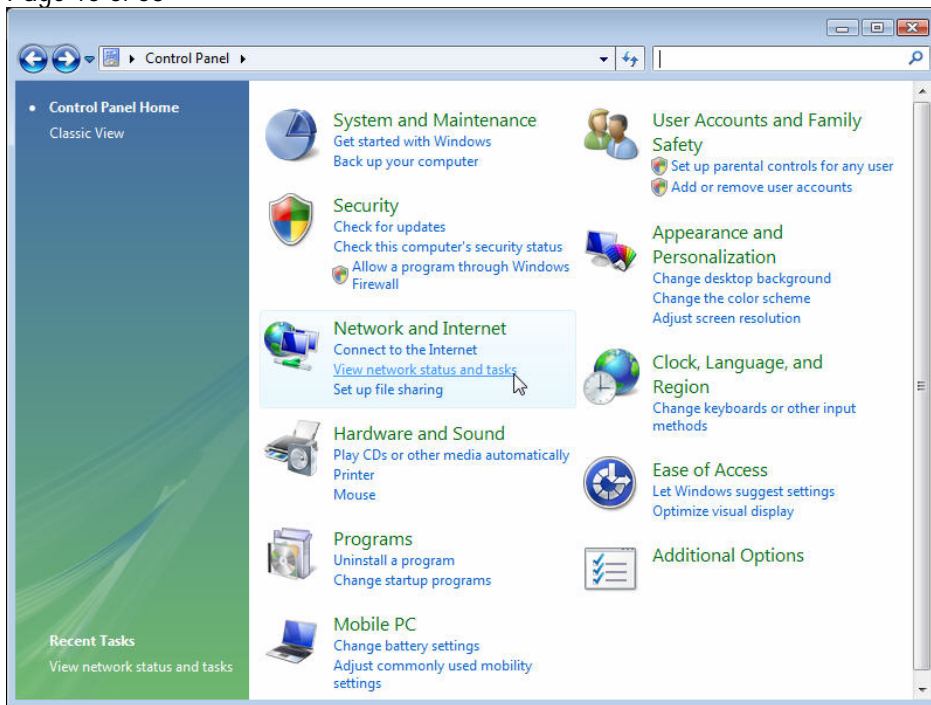 Control Panel
Control Panel Home
Classic View
System and Maintenance
Get started with Windows
Back up your computer
Security
Check for updates
Check this computer's security status
Allow a program through Windows
Firewall
Network and Internet
Connect to the Internet
View network status and tasks
Set up file sharing
Hardware and Sound
Play CDs or other media automatically
Printer
Mouse
Programs
Uninstall a program
Change startup programs
Mobile PC
Change battery settings
Adjust commonly used mobility
settings
User Accounts and Family
Safety
Set up parental controls for any user
Add or remove user accounts
Appearance and
Personalization
Change desktop background
Change the color scheme
Adjust screen resolution
Clock, Language, and
Region
Change keyboards or other input
methods
Ease of Access
Let Windows suggest settings
Optimize visual display
Additional Options
Recent Tasks
View network status and tasks